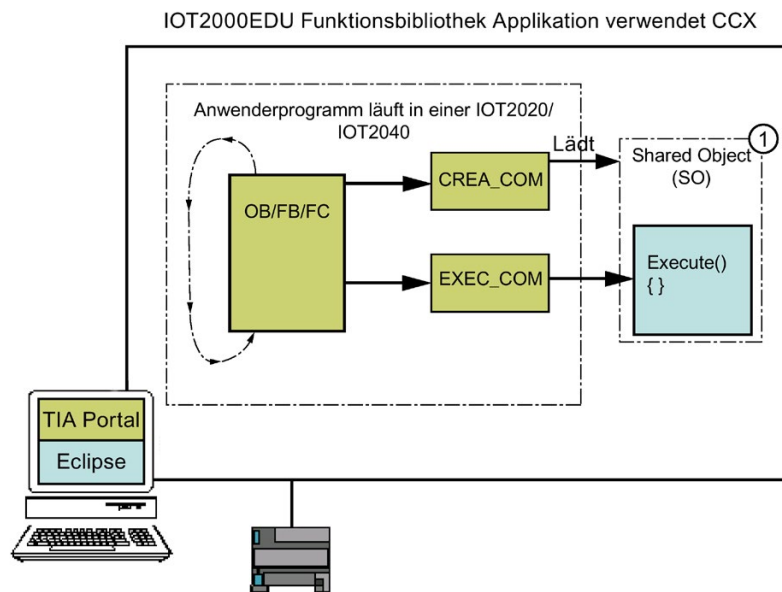 IOT2000EDU Funktionsbibliothek Applikation verwendet CCX
Anwenderprogramm läuft in einer IOT2020/
IOT2040
Lädt
1
Shared Object
(SO)
CREA_COM
OB/FB/FC
EXEC_COM
Execute()
{ }
TIA Portal
Eclipse